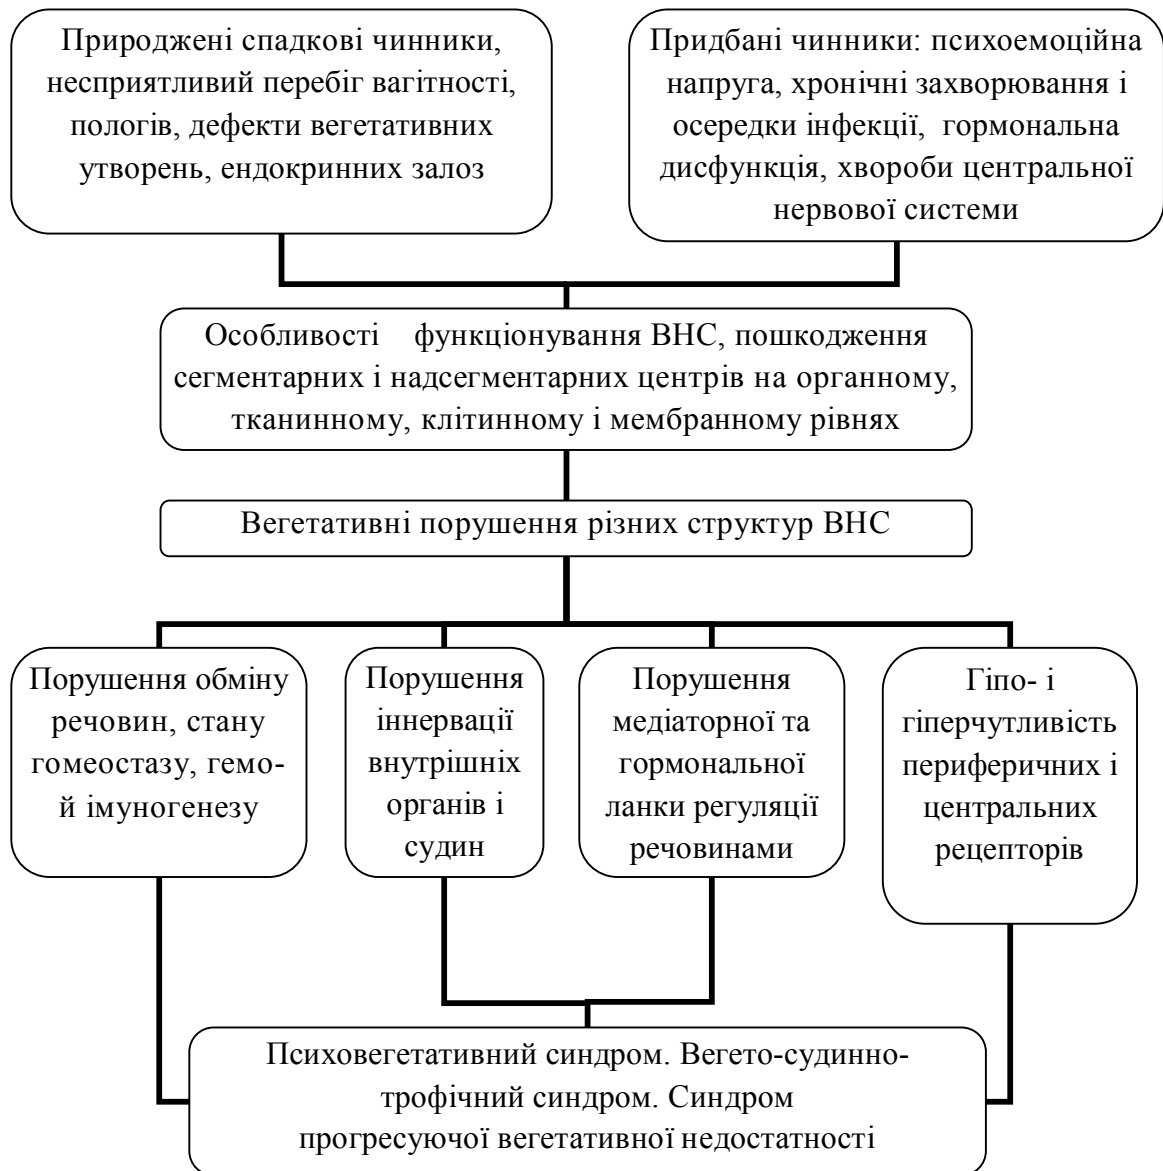 Природжені спадкові чинники,
несприятливий перебіг вагітності,
пологів, дефекти вегетативних
утворень, ендокринних залоз
Придбані чинники: психоемоційна
напруга, хронічні захворювання і
осередки інфекції, гормональна
дисфункція, хвороби центральної
нервової системи
Особливості функціонування ВНС, пошкодження
сегментарних і надсегментарних центрів на органному,
тканинному, клітинному і мембранному рівнях
Вегетативні порушення різних структур ВНС
Порушення обміну
речовин, стану
гомеостазу, гемо-
й імуногенезу
Порушення
іннервації
внутрішніх
органів і
судин
Порушення
медіаторної та
гормональної
ланки регуляції
речовинами
Гіпо- і
гіперчутливість
периферичних і
центральних
рецепторів
Психовегетативний синдром. Вегето-судинно-
трофічний синдром. Синдром
прогресуючої вегетативної недостатності